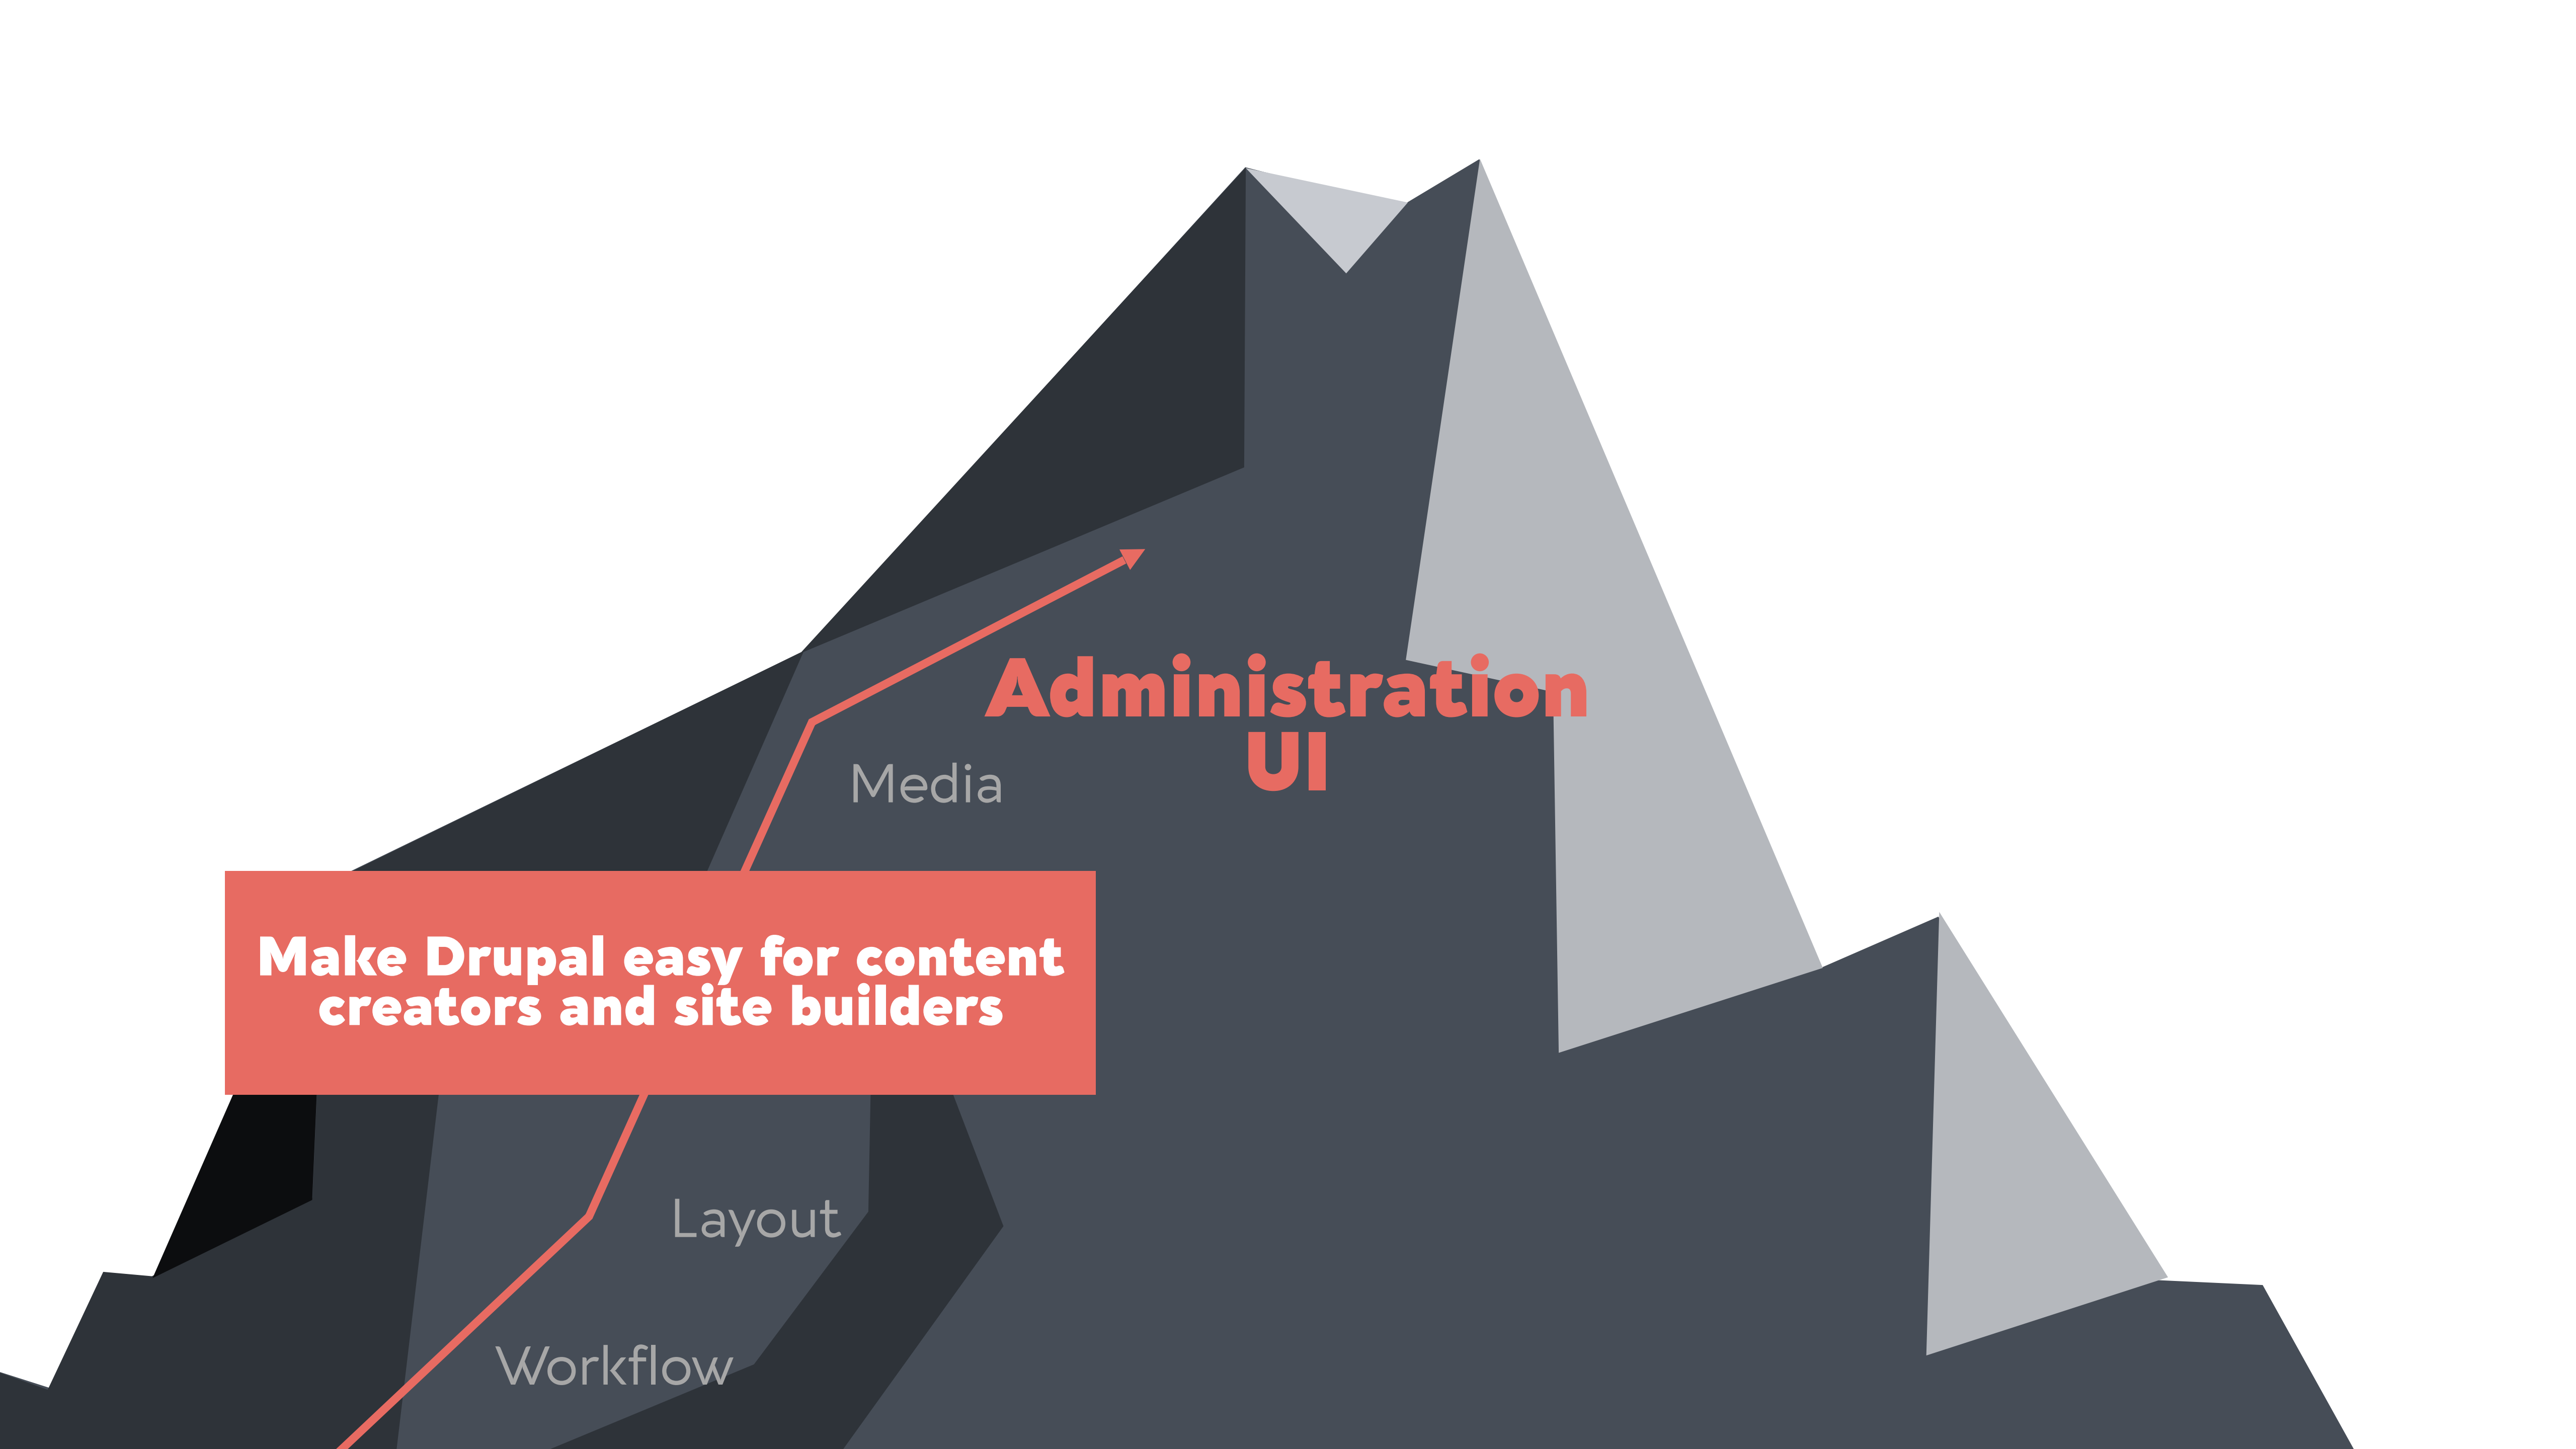 Administration
UI
Media
Make Drupal easy for content
creators and site builders
Layout
Workflow